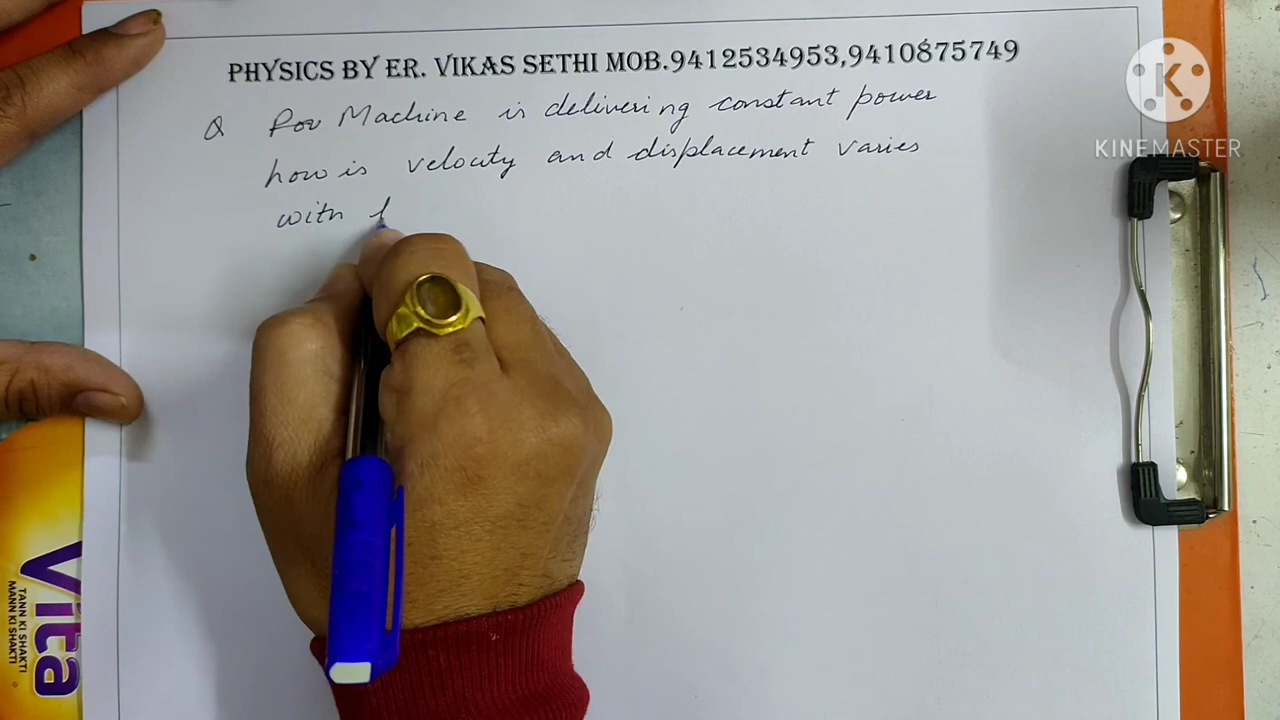 PHYSICS BY ER. VIKAS SETHI MOB.9412534953,9410875749
Q For Machine is delivering constant power
how is velocity and displacement varies
with
K
KINEMASTER
Vita
TANN KI SHAKTI
MANN KI SHAKTI